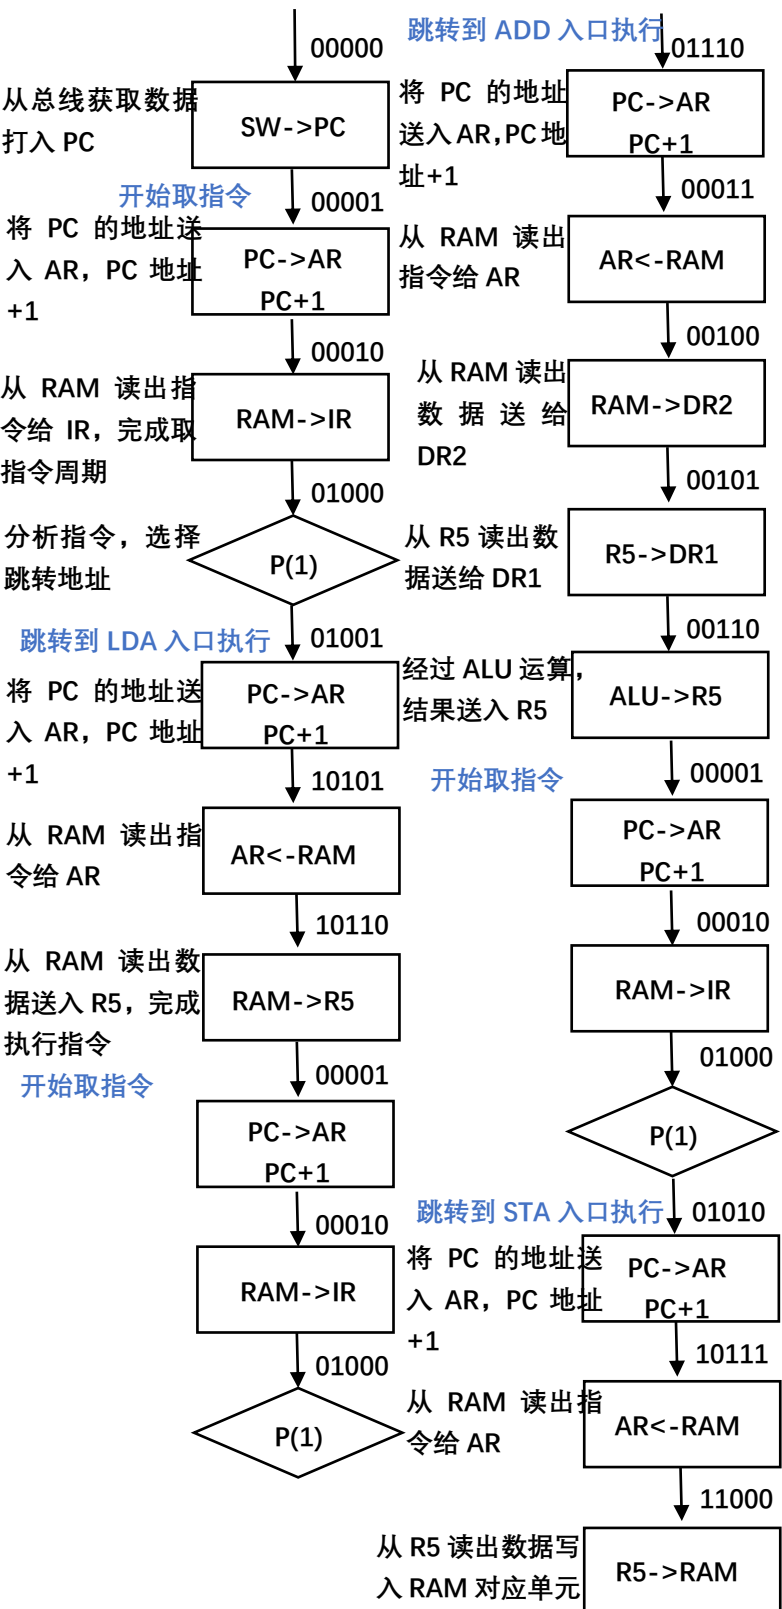 00000
从总线获取数据
打入 PC
SW->PC
开始取指令
00001
将 PC 的地址送
入 AR，PC 地址
+1
PC->AR
PC+1
00010
从 RAM 读出指
令给 IR，完成取
指令周期
RAM->IR
01000
分析指令，选择
跳转地址
P(1)
跳转到 LDA 入口执行
01001
将 PC 的地址送
入 AR，PC 地址
+1
PC->AR
PC+1
10101
从 RAM 读出指
令给 AR
AR<-RAM
10110
从 RAM 读出数
据送入 R5，完成
执行指令
RAM->R5
开始取指令
00001
PC->AR
PC+1
00010
RAM->IR
01000
P(1)
跳转到 ADD 入口执行
01110
将 PC 的地址
送入 AR，PC 地
址+1
PC->AR
PC+1
00011
从 RAM 读出
指令给 AR
AR<-RAM
00100
从 RAM 读出
数据送给
DR2
RAM->DR2
00101
从 R5 读出数
据送给 DR1
R5->DR1
00110
经过 ALU 运算，
结果送入 R5
ALU->R5
开始取指令
00001
PC->AR
PC+1
00010
RAM->IR
01000
P(1)
跳转到 STA 入口执行
01010
将 PC 的地址送
入 AR，PC 地址
+1
PC->AR
PC+1
10111
从 RAM 读出指
令给 AR
AR<-RAM
11000
从 R5 读出数据写
入 RAM 对应单元
R5->RAM